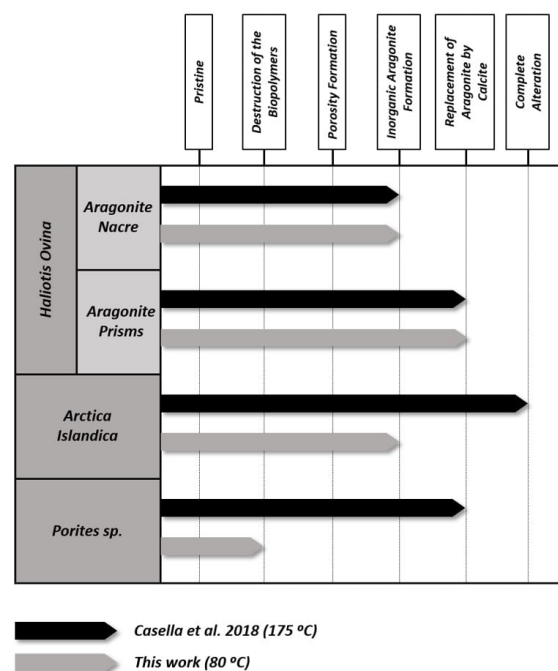 Pristine
Destruction of the
Biopolymers
Porosity Formation
Inorganic Aragonite
Formation
Replacement of
Aragonite by
Calcite
Complete
Alteration
Haliotis Ovina
Aragonite
Nacre
Aragonite
Prisms
Arctica
Islandica
Porites sp.
Casella et al. 2018 (175 ºC)
This work (80 ºC)